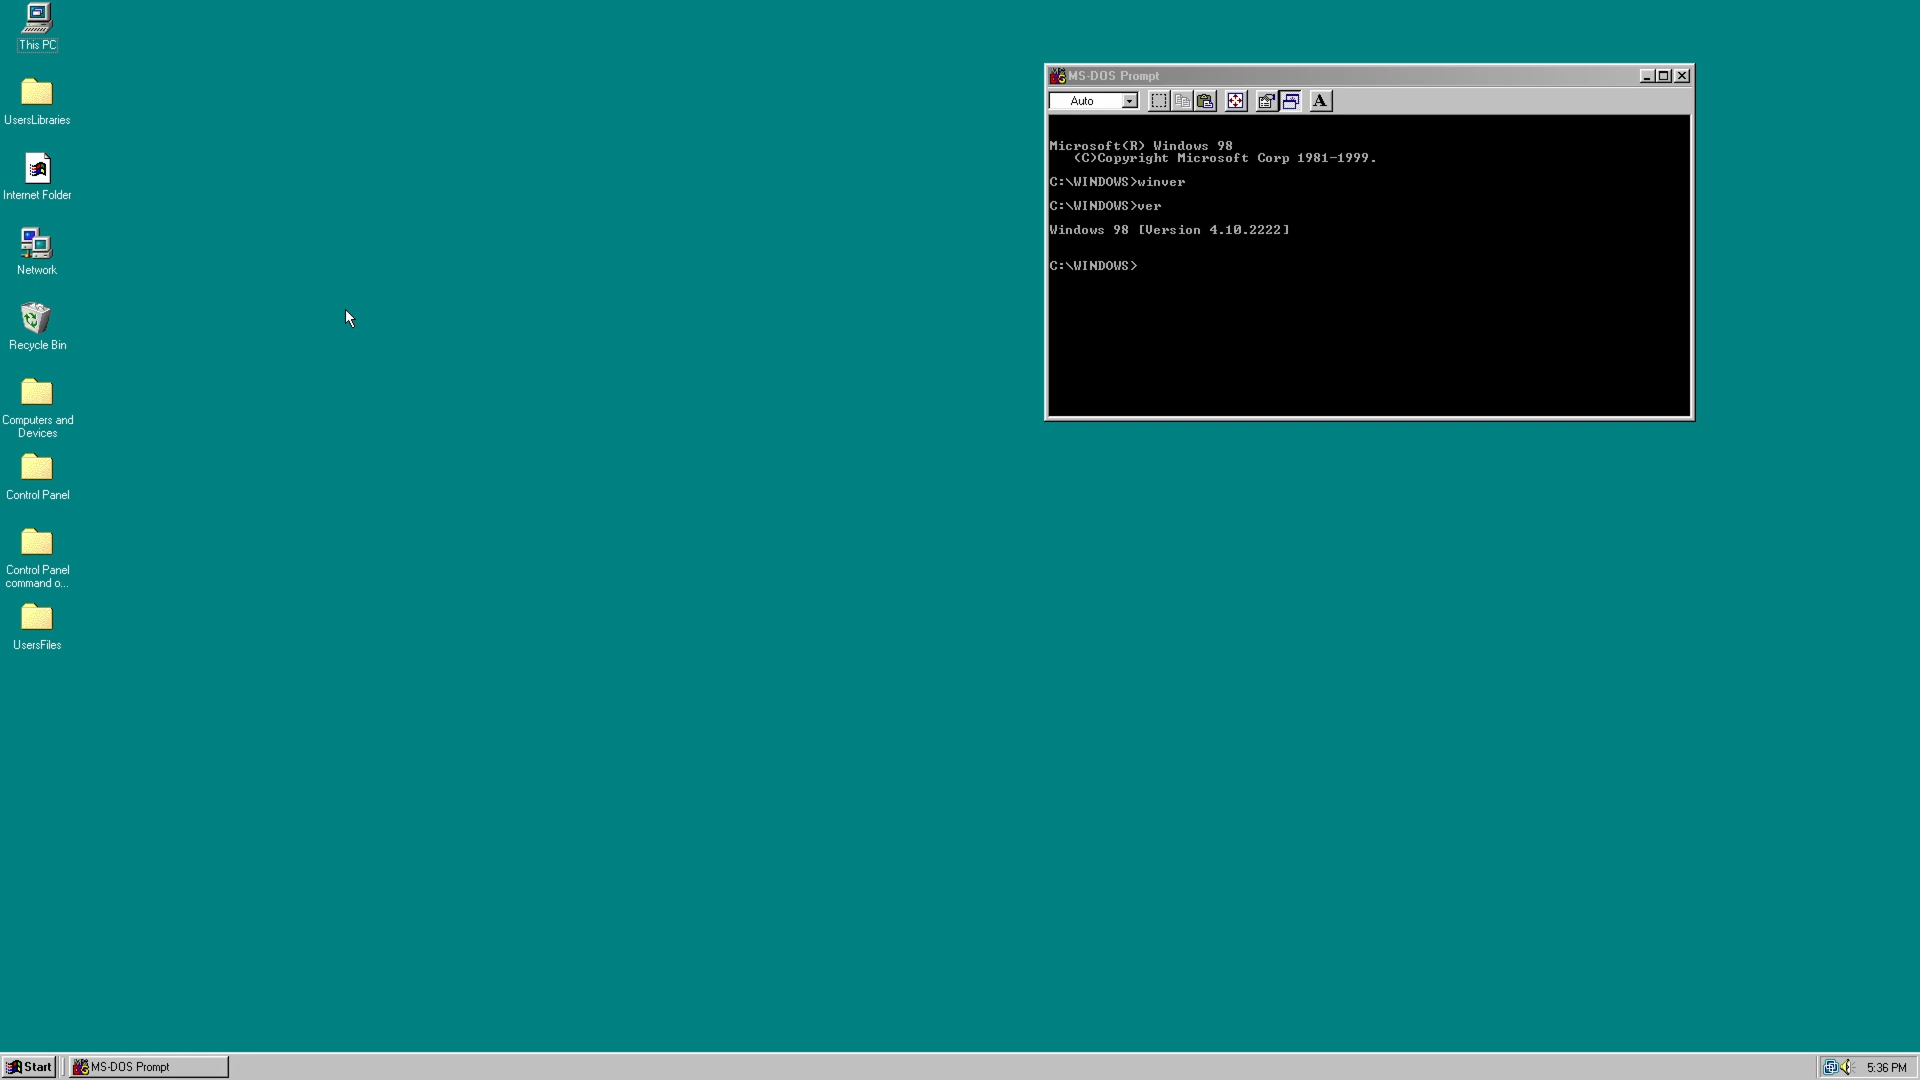 This PC
UsersLibraries
Internet Folder
Network
Recycle Bin
Computers and
Devices
Control Panel
Control Panel
command o...
UsersFiles
MS-DOS Prompt
Auto
A
Microsoft(R) Windows 98
(C)Copyright Microsoft Corp 1981-1999.
C:\WINDOWS>winver
C:\WINDOWS>ver
Windows 98 [Version 4.10.2222]
C:\WINDOWS>
Start
MS-DOS Prompt
5:36 PM